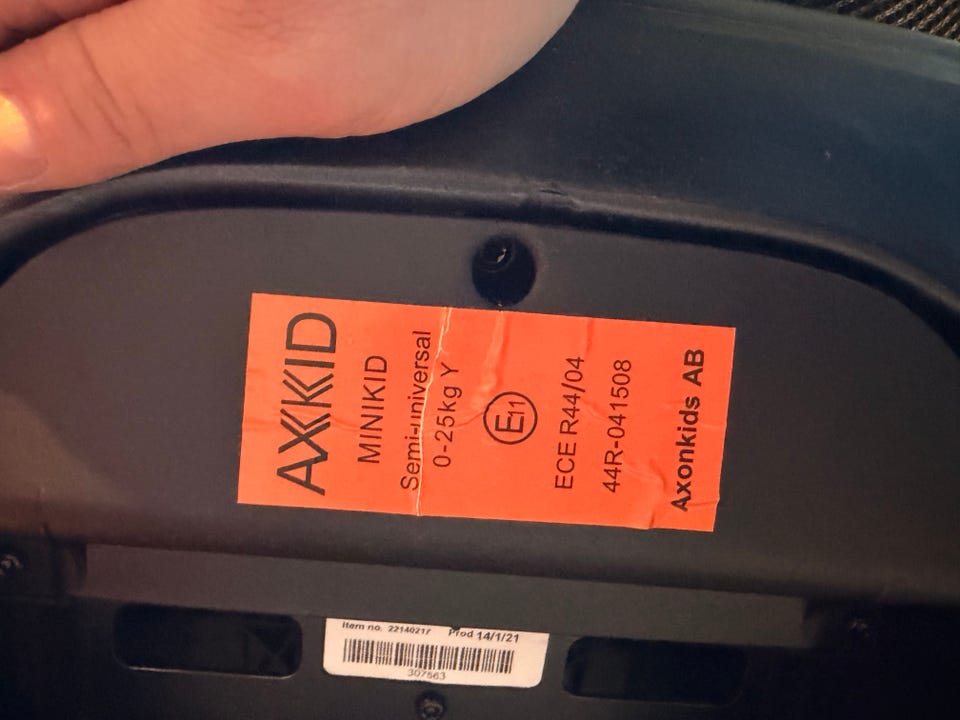 AXKID
MINIKID
Semi-universal
0-25kg Y
E11
ECE R44/04
44R-041508
Axonkids AB
Item no. 22140217 Prod 14/1/21
307563